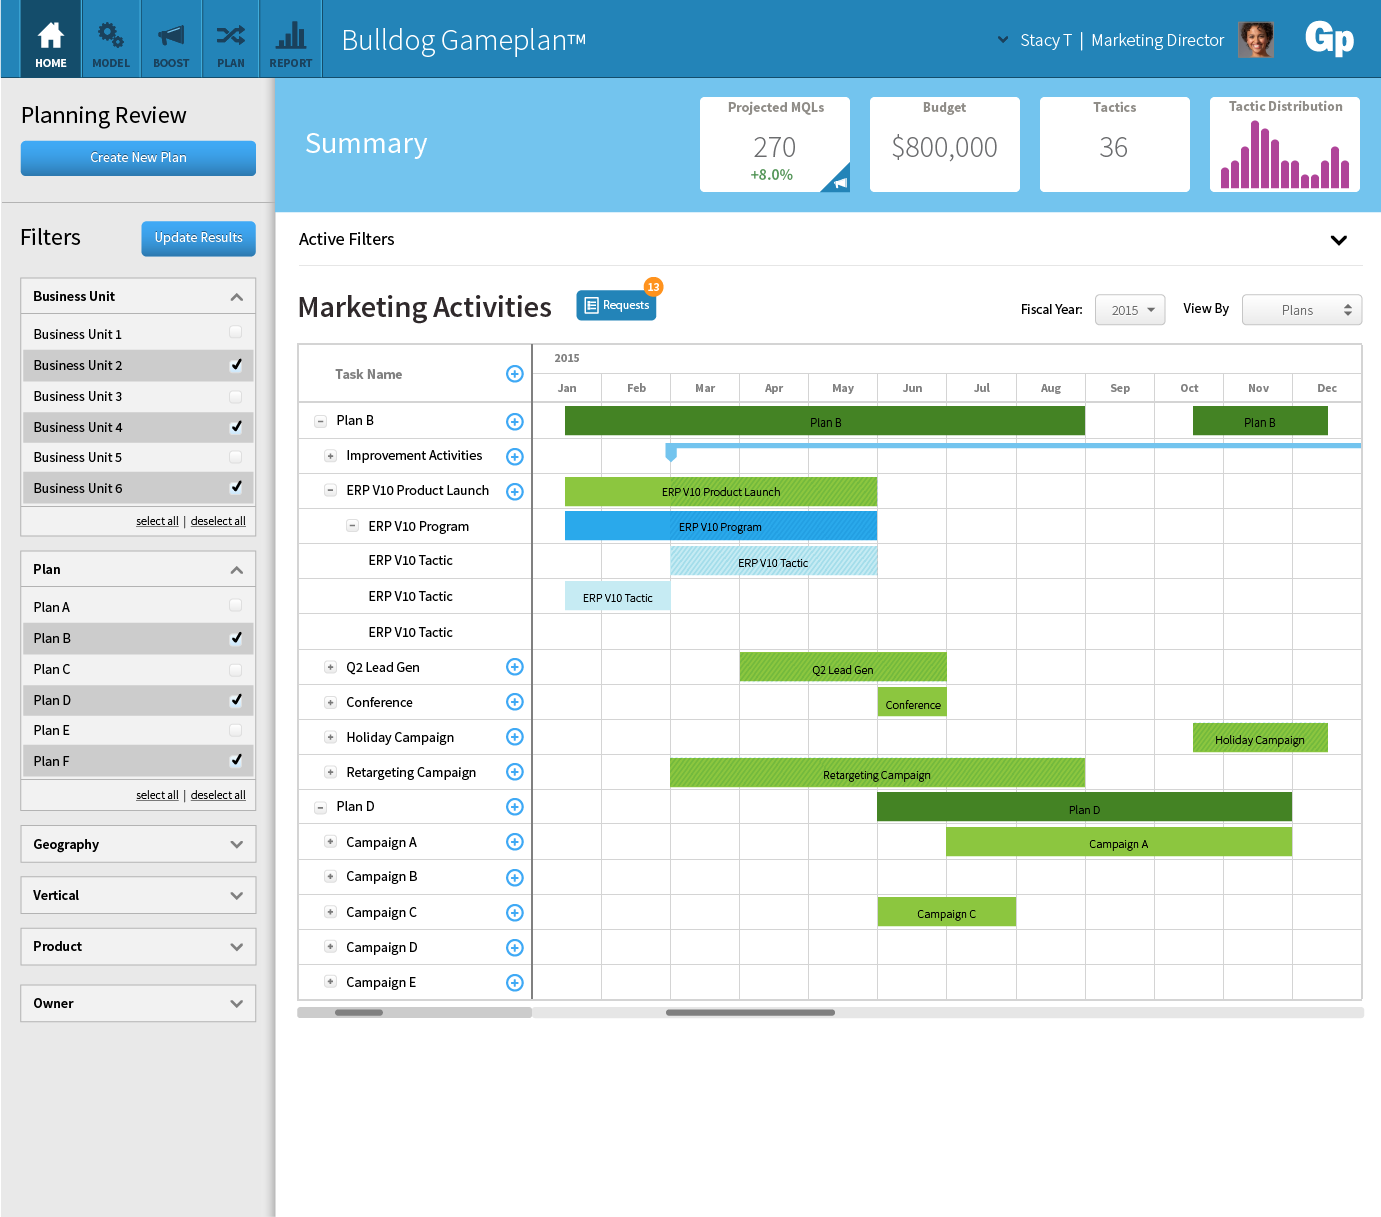 HOME
MODEL
BOOST
PLAN
REPORT
Bulldog Gameplan™
Stacy T | Marketing Director
Gp
Planning Review
Create New Plan
Filters
Update Results
Business Unit
Business Unit 1
Business Unit 2
Business Unit 3
Business Unit 4
Business Unit 5
Business Unit 6
select all | deselect all
Plan
Plan A
Plan B
Plan C
Plan D
Plan E
Plan F
select all | deselect all
Geography
Vertical
Product
Owner
Summary
Projected MQLs
270
+8.0%
Budget
$800,000
Tactics
36
Tactic Distribution
Active Filters
Marketing Activities
Requests
13
Fiscal Year:
2015
View By
Plans
Task Name
2015
Jan Feb Mar Apr May Jun Jul Aug Sep Oct Nov Dec
Plan B
Plan B
Plan B
Improvement Activities
ERP V10 Product Launch
ERP V10 Product Launch
ERP V10 Program
ERP V10 Program
ERP V10 Tactic
ERP V10 Tactic
ERP V10 Tactic
ERP V10 Tactic
ERP V10 Tactic
Q2 Lead Gen
Q2 Lead Gen
Conference
Conference
Holiday Campaign
Holiday Campaign
Retargeting Campaign
Retargeting Campaign
Plan D
Plan D
Campaign A
Campaign A
Campaign B
Campaign C
Campaign C
Campaign D
Campaign E